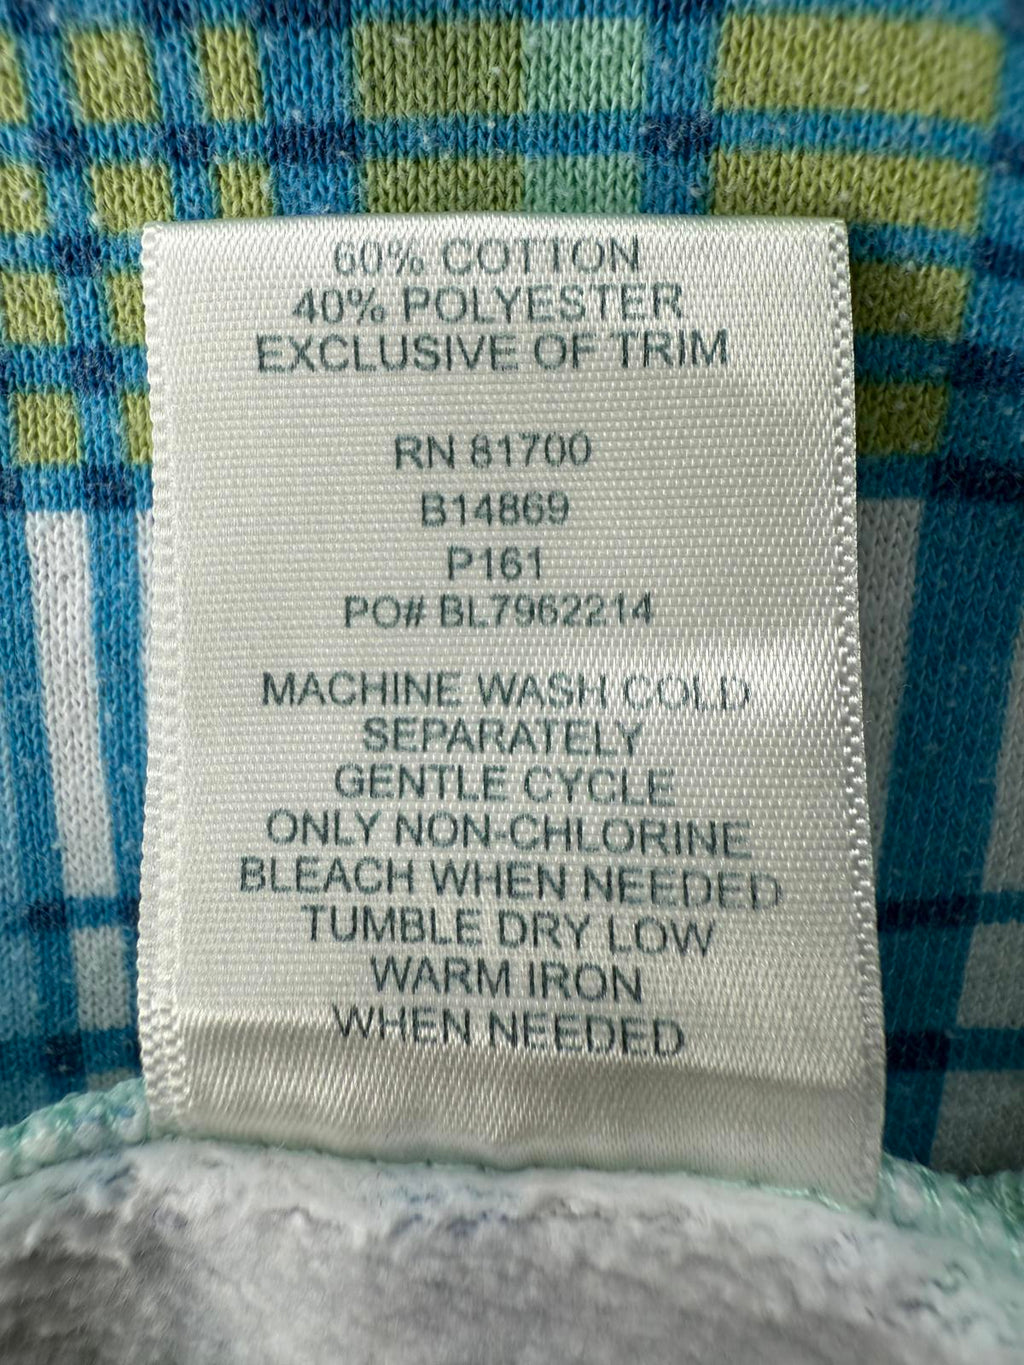 60% COTTON
40% POLYESTER
EXCLUSIVE OF TRIM
RN 81700
B14869
P161
PO# BL7962214
MACHINE WASH COLD
SEPARATELY
GENTLE CYCLE
ONLY NON-CHLORINE
BLEACH WHEN NEEDED
TUMBLE DRY LOW
WARM IRON
WHEN NEEDED